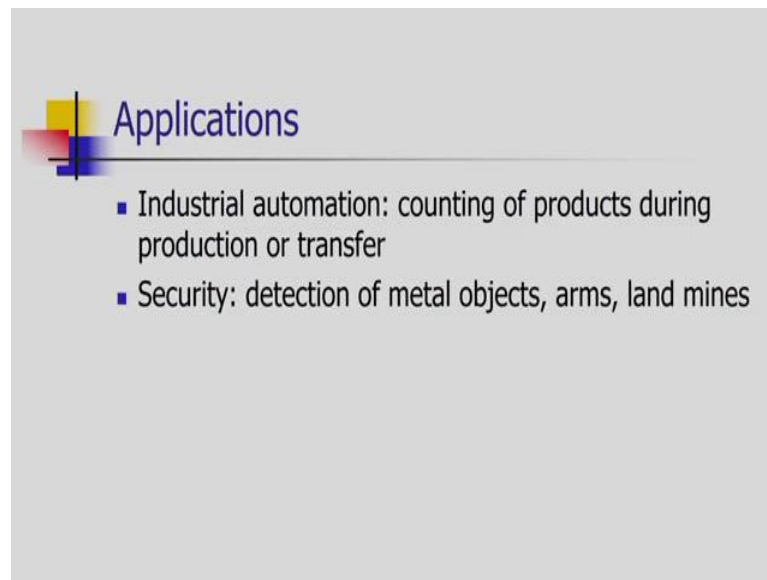 Applications
Industrial automation: counting of products during
production or transfer
Security: detection of metal objects, arms, land mines